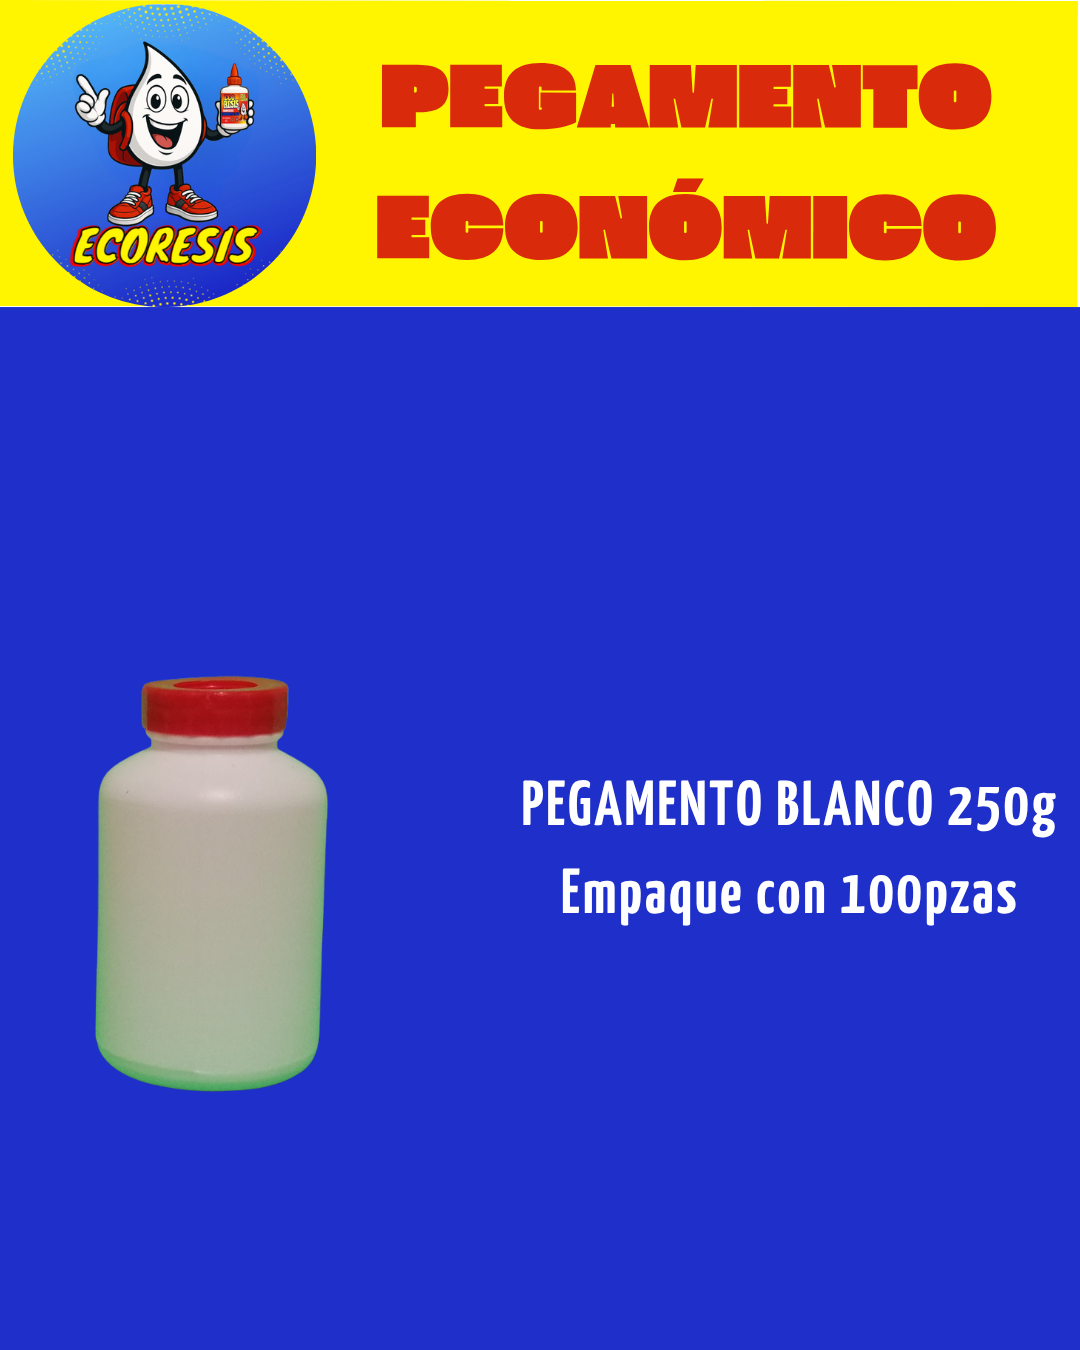 PEGAMENTO
ECONÓMICO
ECORESIS
PEGAMENTO BLANCO 250g
Empaque con 100pzas